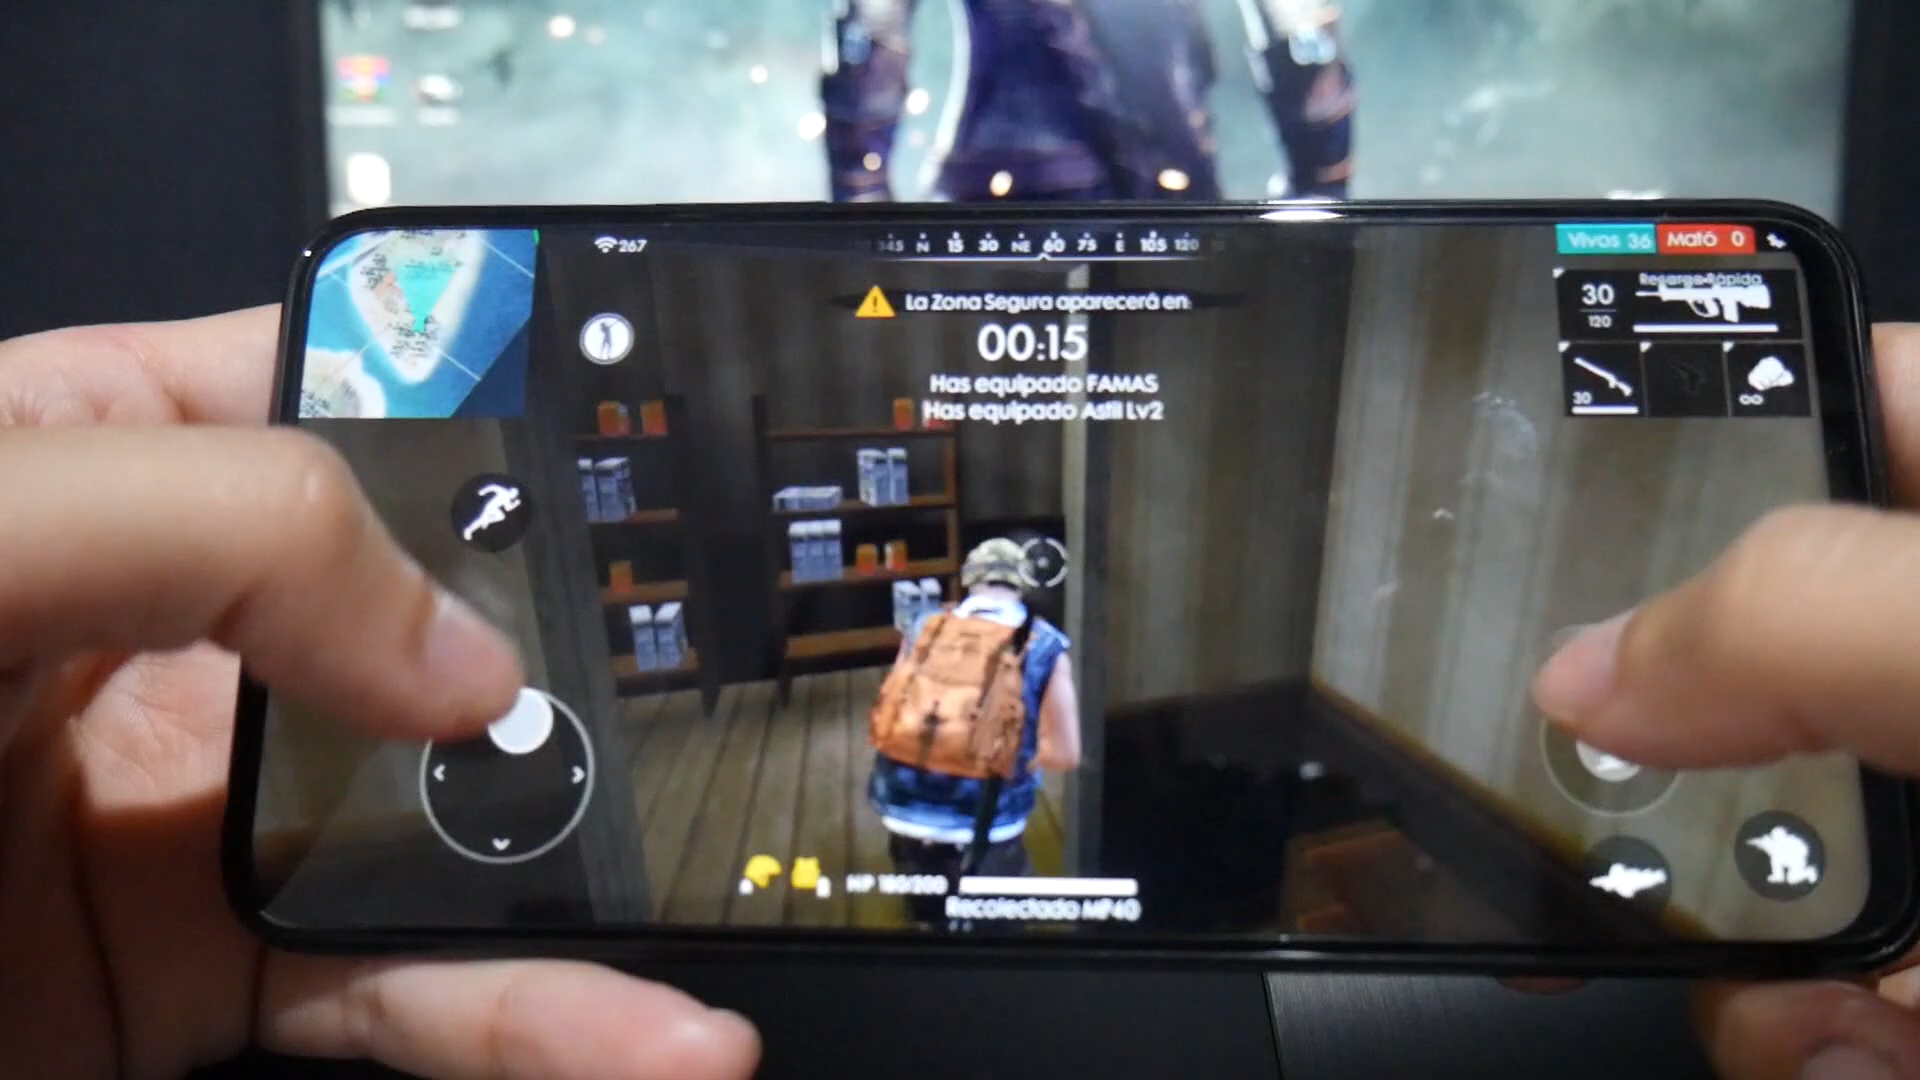 267
345 N 15 30 NE 60 75 E 105 120
Vivos 36 Mató 0
La Zona Segura aparecerá en:
00:15
Has equipado FAMAS
Has equipado Astil Lv2
Recarga Rápida
30
120
30
∞
HP 180/200
Recolectado MP40